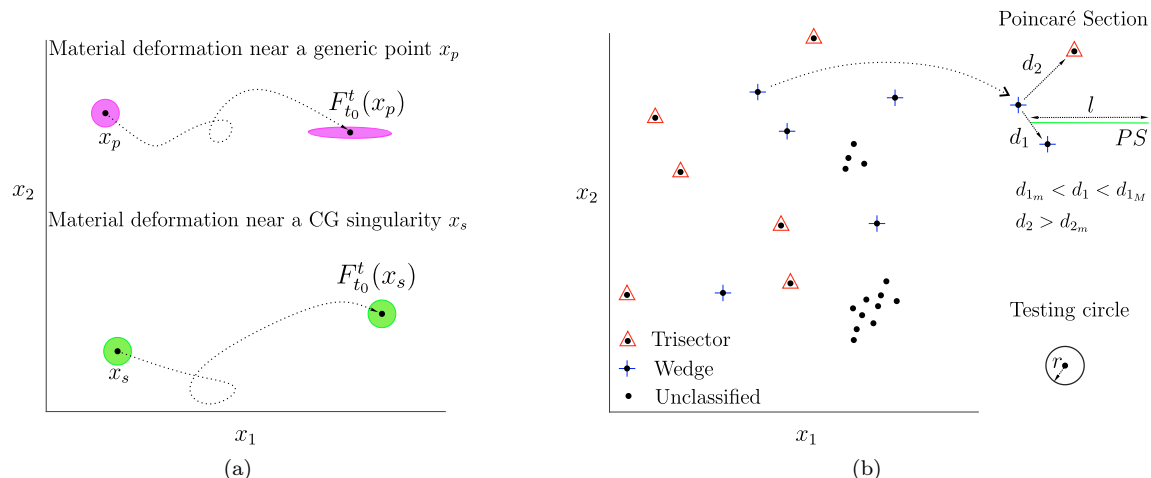 Material deformation near a generic point $x_p$
$F_{t_0}^t(x_p)$
$x_p$
$x_2$
Material deformation near a CG singularity $x_s$
$F_{t_0}^t(x_s)$
$x_s$
$x_1$
(a)
Poincaré Section
$d_2$
$l$
$d_1$
$PS$
$x_2$
$d_{1_m} < d_1 < d_{1_M}$
$d_2 > d_{2_m}$
Testing circle
Trisector
$r$
Wedge
Unclassified
$x_1$
(b)